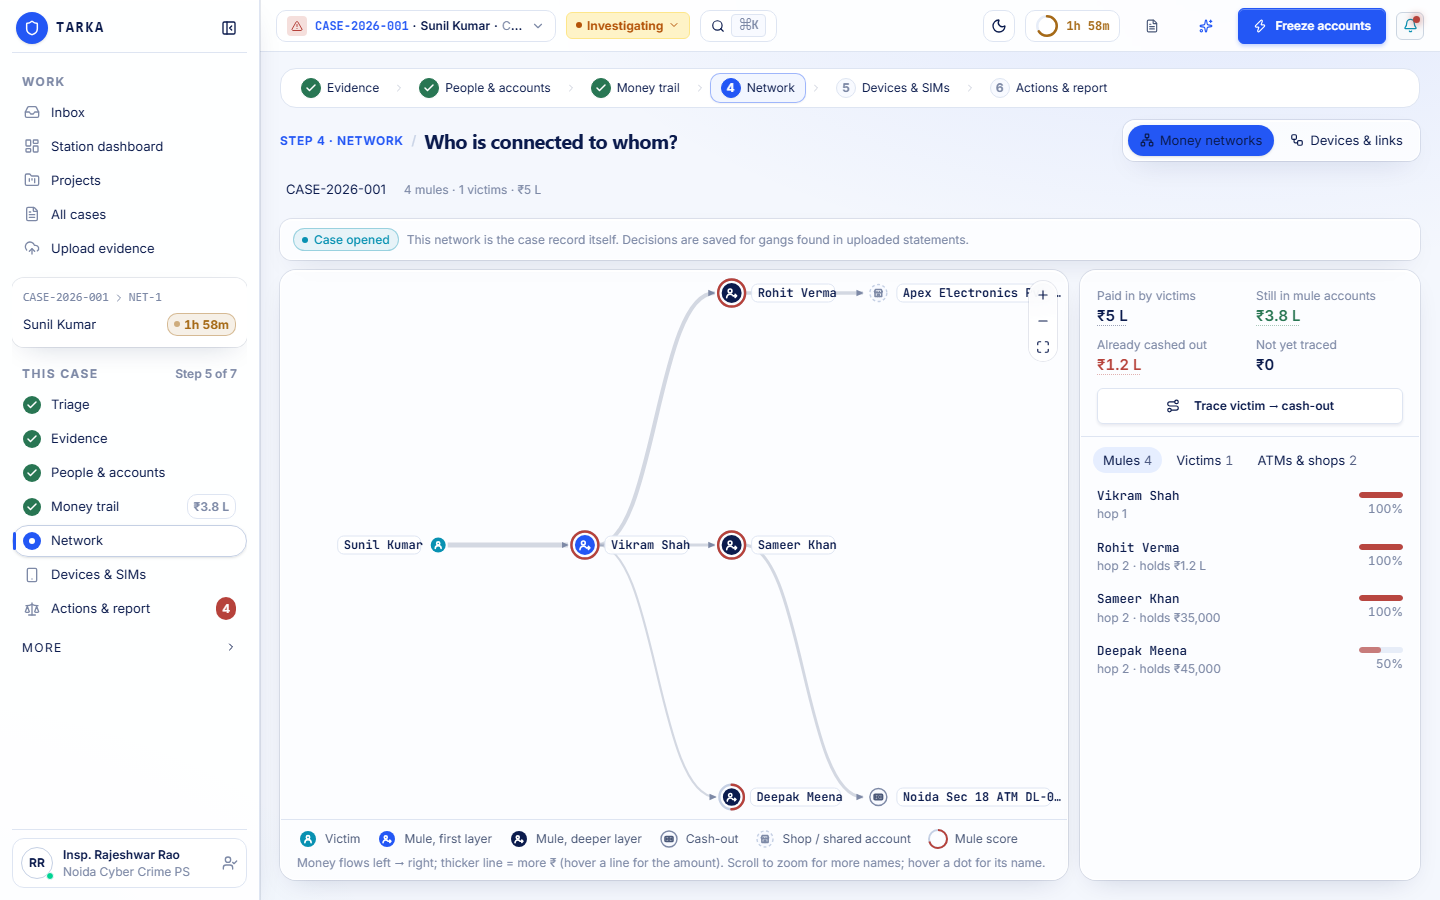 TARKA
WORK
Inbox
Station dashboard
Projects
All cases
Upload evidence
CASE-2026-001 > NET-1
Sunil Kumar
1h 58m
THIS CASE
Step 5 of 7
Triage
Evidence
People & accounts
Money trail
₹3.8 L
Network
Devices & SIMs
Actions & report
4
MORE
RR
Insp. Rajeshwar Rao
Noida Cyber Crime PS
CASE-2026-001 · Sunil Kumar · C...
Investigating
⌘K
1h 58m
Freeze accounts
Evidence
People & accounts
Money trail
4 Network
5 Devices & SIMs
6 Actions & report
STEP 4 · NETWORK / Who is connected to whom?
Money networks
Devices & links
CASE-2026-001
4 mules · 1 victims · ₹5 L
Case opened
This network is the case record itself. Decisions are saved for gangs found in uploaded statements.
Rohit Verma
Apex Electronics
Sunil Kumar
Vikram Shah
Sameer Khan
Deepak Meena
Noida Sec 18 ATM DL-0…
Victim
Mule, first layer
Mule, deeper layer
Cash-out
Shop / shared account
Mule score
Money flows left → right; thicker line = more ₹ (hover a line for the amount). Scroll to zoom for more names; hover a dot for its name.
Paid in by victims
₹5 L
Still in mule accounts
₹3.8 L
Already cashed out
₹1.2 L
Not yet traced
₹0
Trace victim → cash-out
Mules 4
Victims 1
ATMs & shops 2
Vikram Shah
hop 1
100%
Rohit Verma
hop 2 · holds ₹1.2 L
100%
Sameer Khan
hop 2 · holds ₹35,000
100%
Deepak Meena
hop 2 · holds ₹45,000
50%